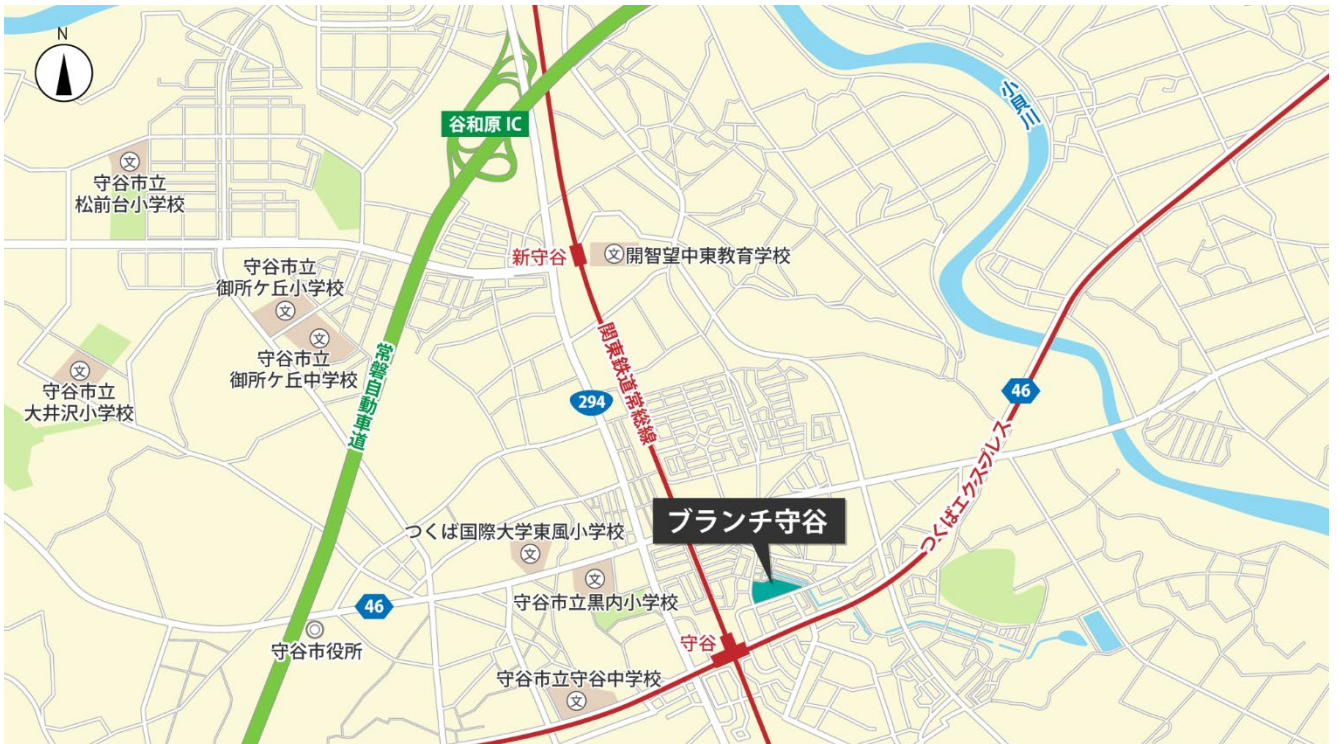 N
小貝川
谷和原 IC
守谷市立
松前台小学校
新守谷
開智望中東教育学校
守谷市立
御所ケ丘小学校
守谷市立
御所ケ丘中学校
常磐自動車道
関東鉄道常総線
守谷市立
大井沢小学校
294
46
つくばエクスプレス
ブランチ守谷
つくば国際大学東風小学校
守谷市立黒内小学校
46
守谷市役所
守谷
守谷市立守谷中学校